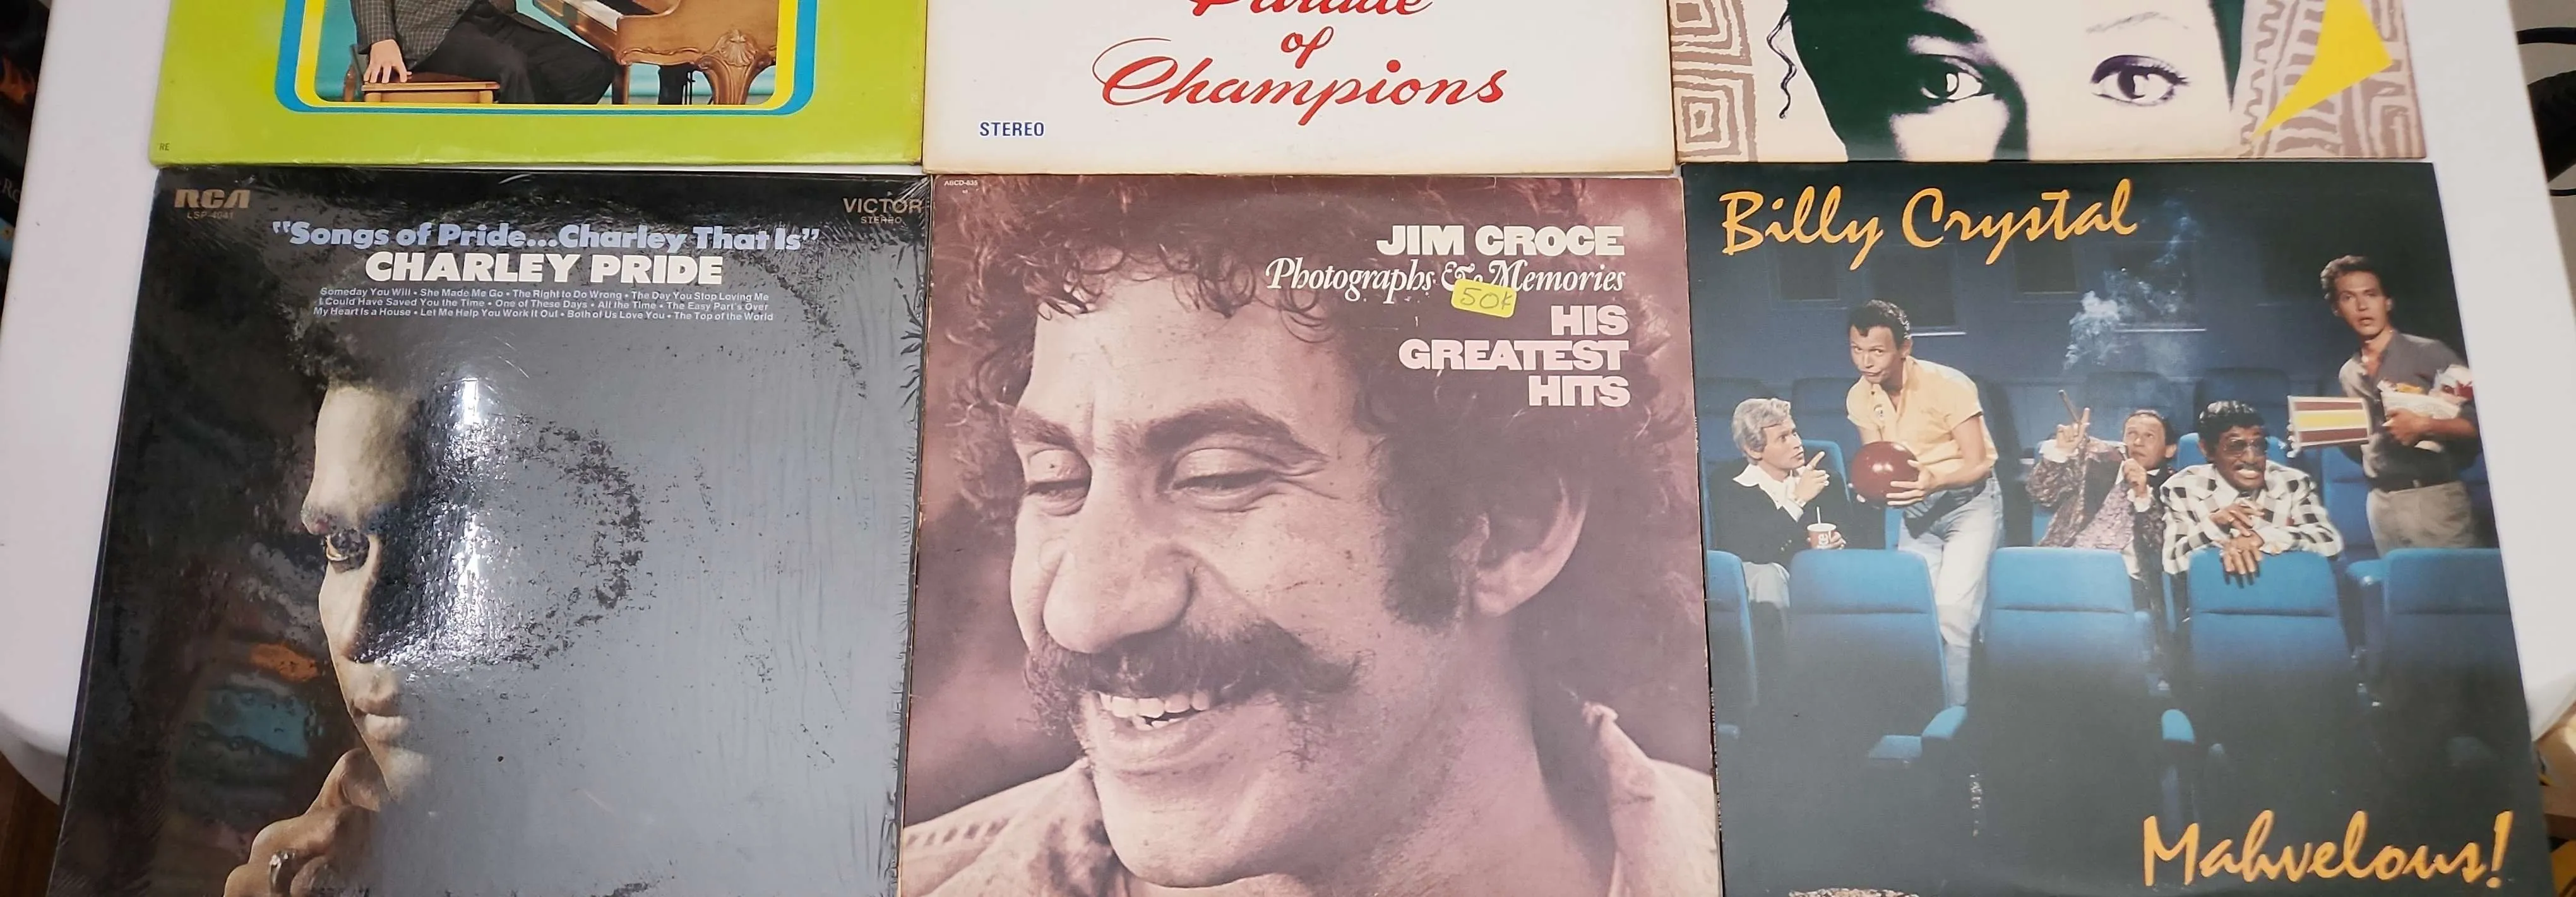 RE
Parade
of
Champions
STEREO
RCA
LSP-4041
VICTOR
STEREO
"Songs of Pride...Charley That Is"
CHARLEY PRIDE
Someday You Will • She Made Me Go • The Right to Do Wrong • The Day You Stop Loving Me
I Could Have Saved You the Time • One of These Days • All the Time • The Easy Part's Over
My Heart Is a House • Let Me Help You Work It Out • Both of Us Love You • The Top of the World
ABCD-835
JIM CROCE
Photographs & Memories
50¢
HIS
GREATEST
HITS
Billy Crystal
Mahvelous!